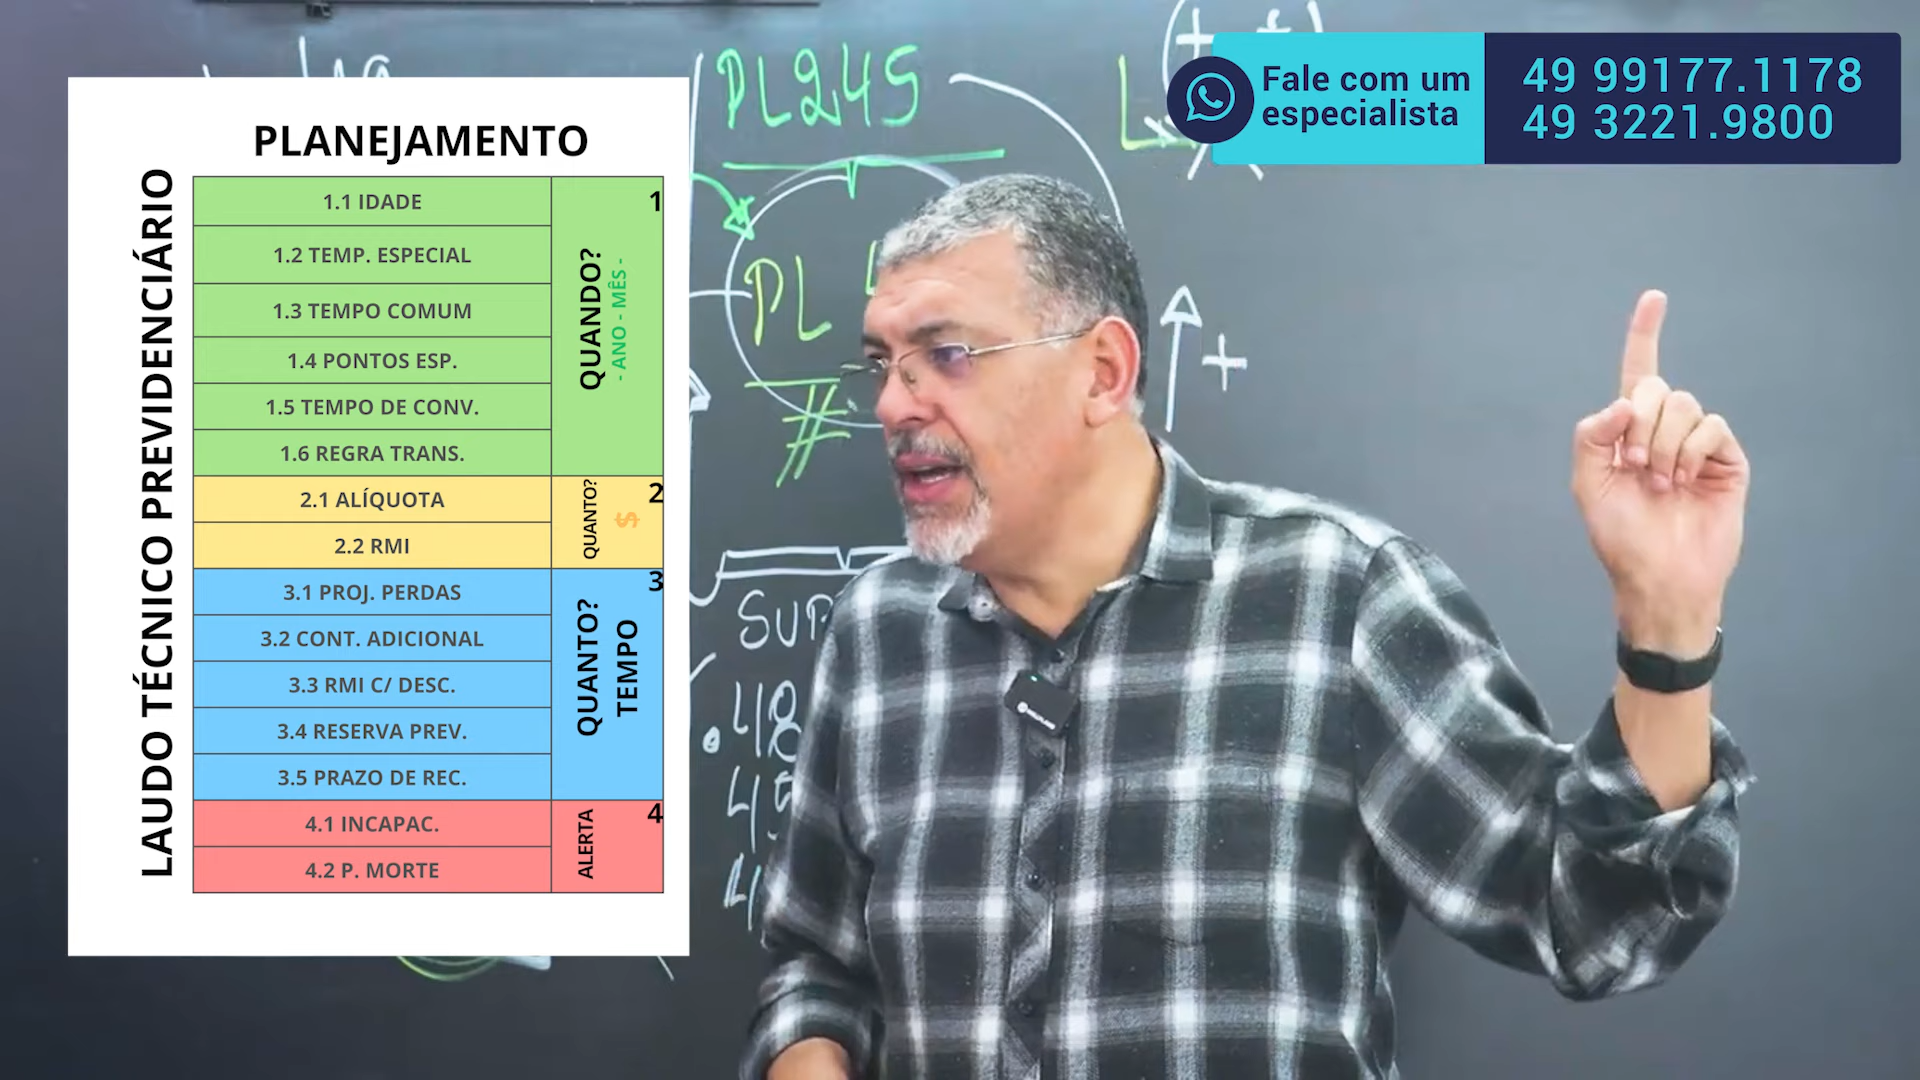 PLANEJAMENTO
LAUDO TÉCNICO PREVIDENCIÁRIO
1.1 IDADE
1.2 TEMP. ESPECIAL
1.3 TEMPO COMUM
1.4 PONTOS ESP.
1.5 TEMPO DE CONV.
1.6 REGRA TRANS.
QUANDO?
- ANO - MÊS -
1
2.1 ALÍQUOTA
2.2 RMI
QUANTO?
$
2
3.1 PROJ. PERDAS
3.2 CONT. ADICIONAL
3.3 RMI C/ DESC.
3.4 RESERVA PREV.
3.5 PRAZO DE REC.
QUANTO?
TEMPO
3
4.1 INCAPAC.
4.2 P. MORTE
ALERTA
4
PL245
PL
#
+
Fale com um
especialista
49 99177.1178
49 3221.9800